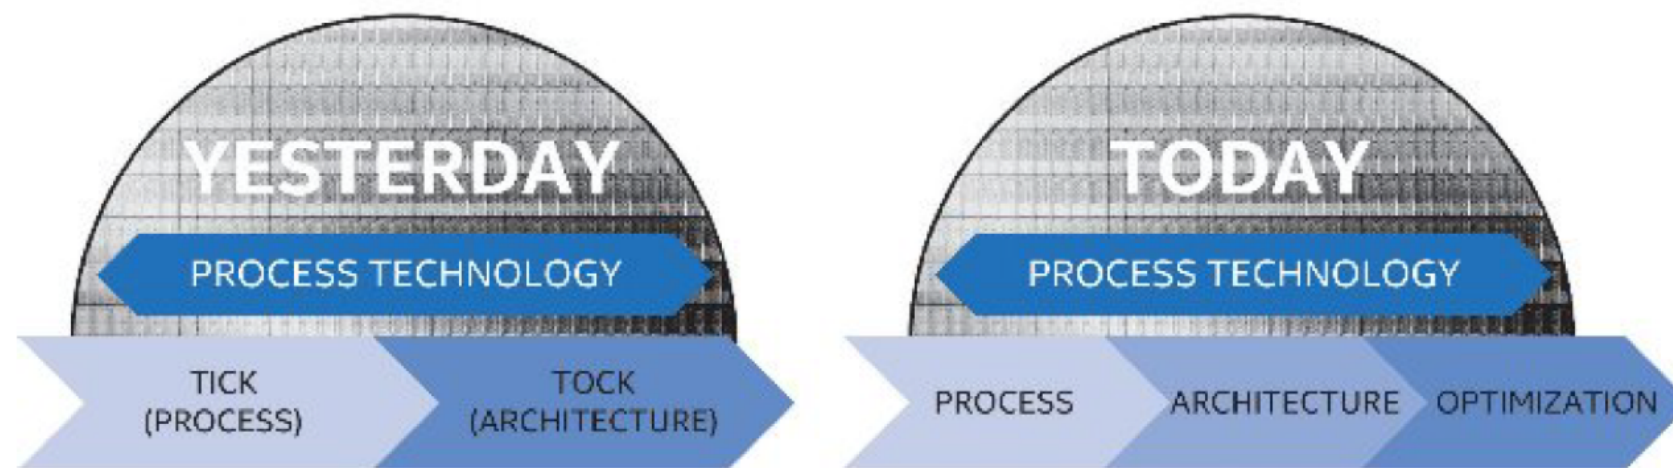 YESTERDAY
PROCESS TECHNOLOGY
TICK
(PROCESS)
TOCK
(ARCHITECTURE)
TODAY
PROCESS TECHNOLOGY
PROCESS
ARCHITECTURE
OPTIMIZATION